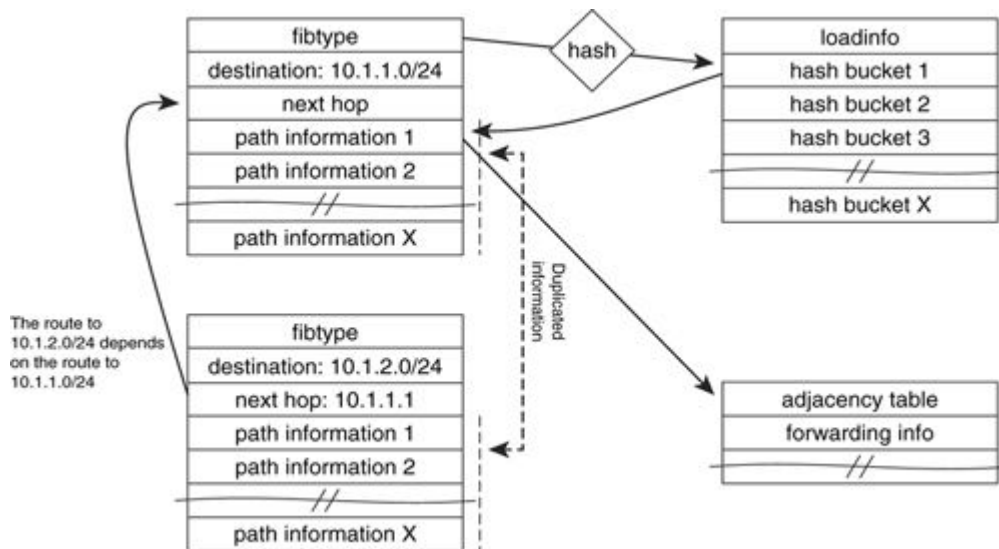 fibtype
destination: 10.1.1.0/24
next hop
path information 1
path information 2
path information X
hash
loadinfo
hash bucket 1
hash bucket 2
hash bucket 3
hash bucket X
Duplicated
information
The route to
10.1.2.0/24 depends
on the route to
10.1.1.0/24
fibtype
destination: 10.1.2.0/24
next hop: 10.1.1.1
path information 1
path information 2
path information X
adjacency table
forwarding info